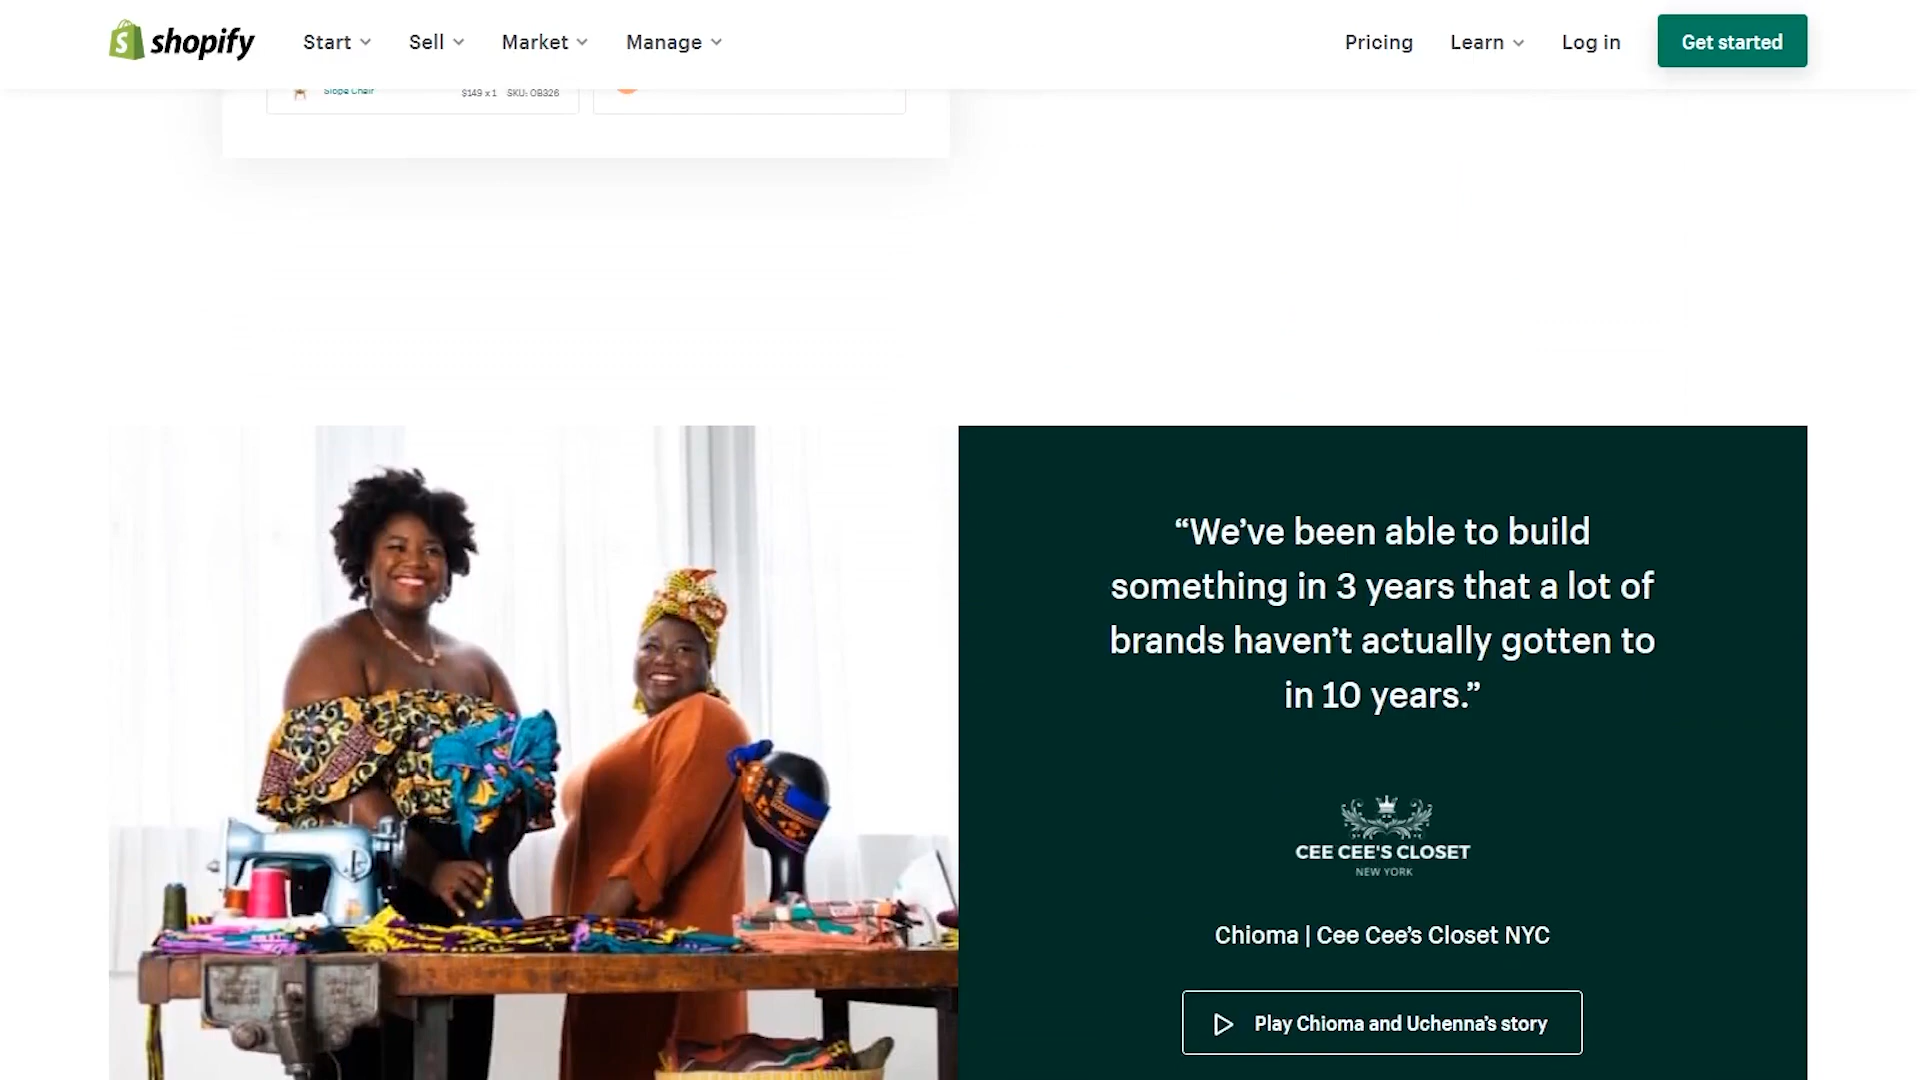 shopify
Start
Sell
Market
Manage
Pricing
Learn
Log in
Get started
Slope Chair
$149 x 1 SKU: OB326
“We’ve been able to build
something in 3 years that a lot of
brands haven’t actually gotten to
in 10 years.”
CEE CEE'S CLOSET
NEW YORK
Chioma | Cee Cee’s Closet NYC
Play Chioma and Uchenna’s story